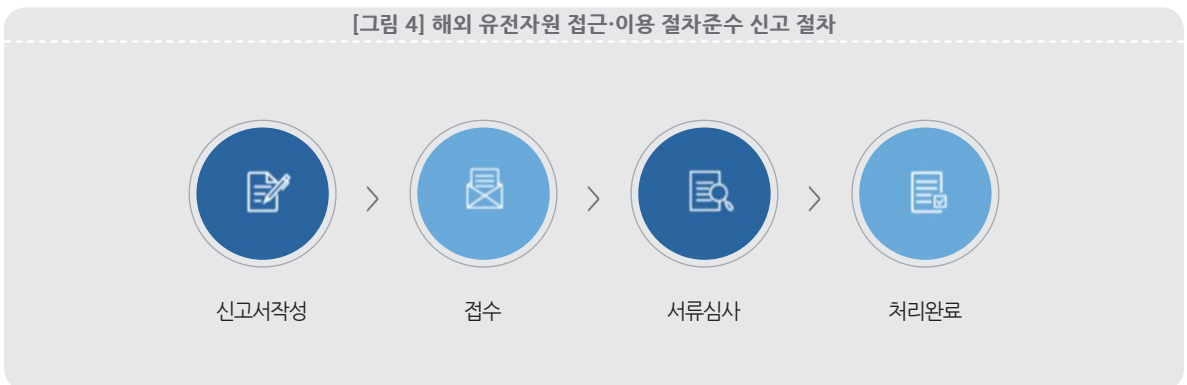 [그림 4] 해외 유전자원 접근·이용 절차준수 신고 절차
신고서작성
접수
서류심사
처리완료